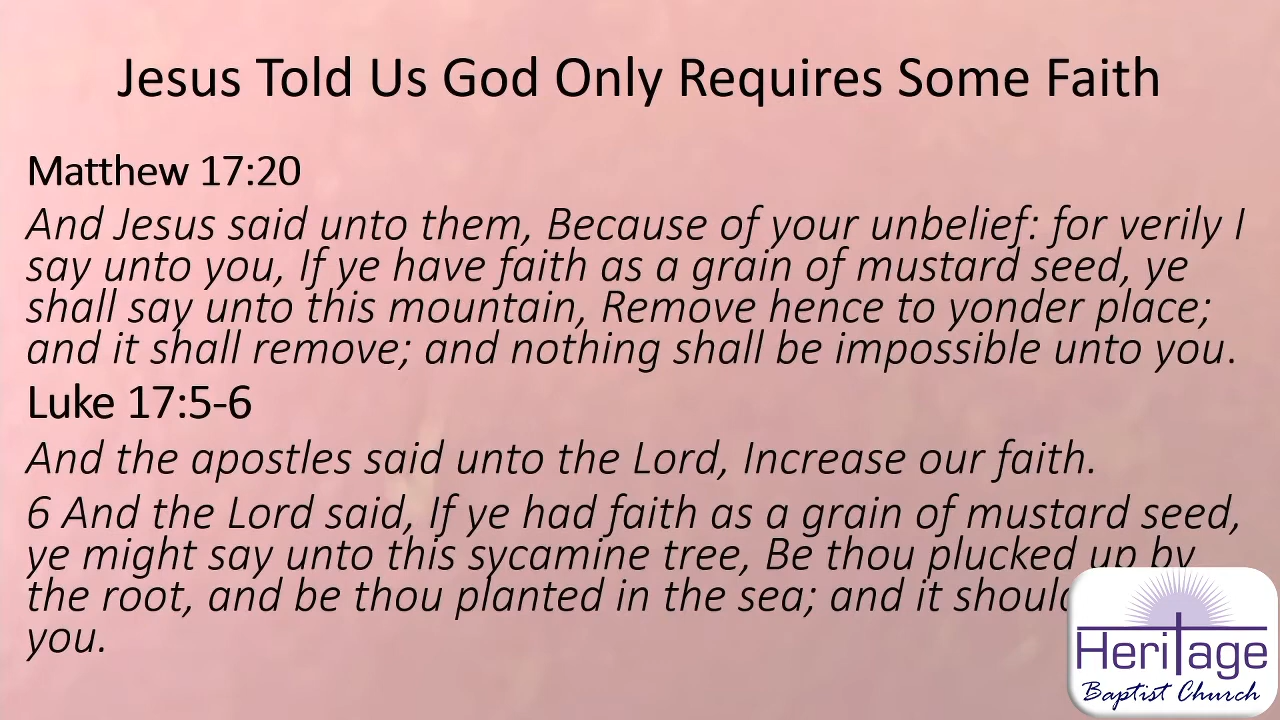 Jesus Told Us God Only Requires Some Faith
Matthew 17:20
And Jesus said unto them, Because of your unbelief: for verily I
say unto you, If ye have faith as a grain of mustard seed, ye
shall say unto this mountain, Remove hence to yonder place;
and it shall remove; and nothing shall be impossible unto you.
Luke 17:5-6
And the apostles said unto the Lord, Increase our faith.
6 And the Lord said, If ye had faith as a grain of mustard seed,
ye might say unto this sycamine tree, Be thou plucked up by
the root, and be thou planted in the sea; and it should
you.
Heritage
Baptist Church